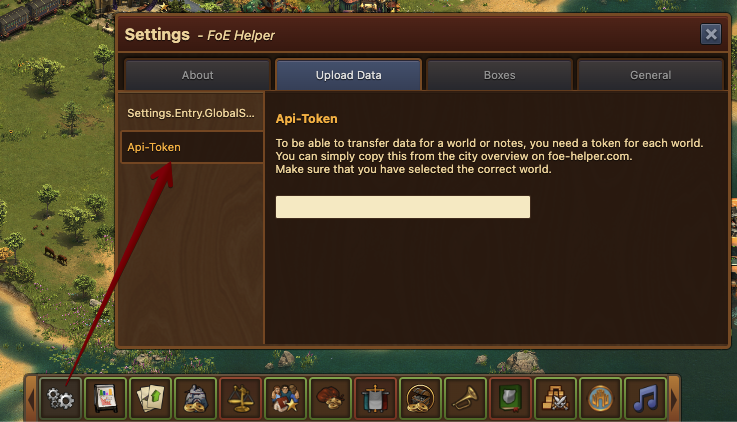 Settings - FoE Helper
About
Upload Data
Boxes
General
Settings.Entry.GlobalS...
Api-Token
Api-Token
To be able to transfer data for a world or notes, you need a token for each world.
You can simply copy this from the city overview on foe-helper.com.
Make sure that you have selected the correct world.